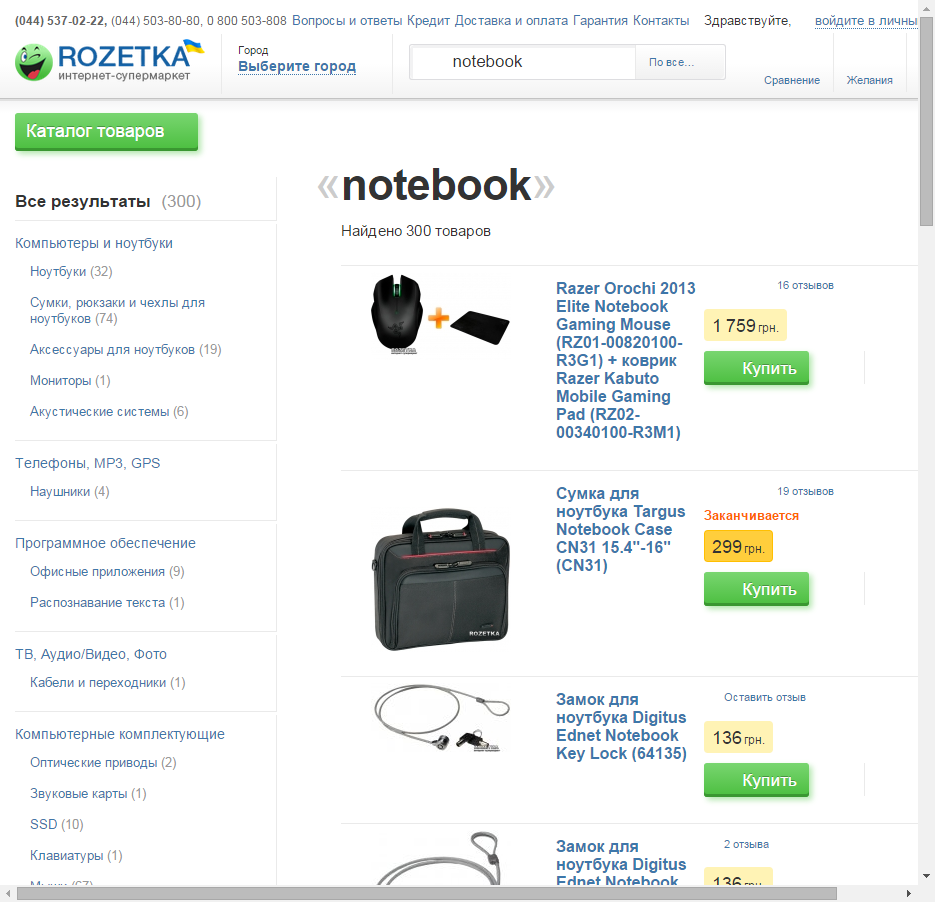 (044) 537-02-22, (044) 503-80-80, 0 800 503-808 Вопросы и ответы Кредит Доставка и оплата Гарантия Контакты Здравствуйте, войдите в личны
ROZETKA
интернет-супермаркет
Город
Выберите город
notebook
По все...
Сравнение
Желания
Каталог товаров
«notebook»
Найдено 300 товаров
Все результаты (300)
Компьютеры и ноутбуки
Ноутбуки (32)
Сумки, рюкзаки и чехлы для
ноутбуков (74)
Аксессуары для ноутбуков (19)
Мониторы (1)
Акустические системы (6)
Телефоны, MP3, GPS
Наушники (4)
Программное обеспечение
Офисные приложения (9)
Распознавание текста (1)
ТВ, Аудио/Видео, Фото
Кабели и переходники (1)
Компьютерные комплектующие
Оптические приводы (2)
Звуковые карты (1)
SSD (10)
Клавиатуры (1)
Мыши (67)
Razer Orochi 2013
Elite Notebook
Gaming Mouse
(RZ01-00820100-
R3G1) + коврик
Razer Kabuto
Mobile Gaming
Pad (RZ02-
00340100-R3M1)
16 отзывов
1 759 грн.
Купить
Сумка для
ноутбука Targus
Notebook Case
CN31 15.4"-16"
(CN31)
19 отзывов
Заканчивается
299 грн.
Купить
ROZETKA
Замок для
ноутбука Digitus
Ednet Notebook
Key Lock (64135)
Оставить отзыв
136 грн.
Купить
Замок для
ноутбука Digitus
Ednet Notebook
2 отзыва
136 грн.